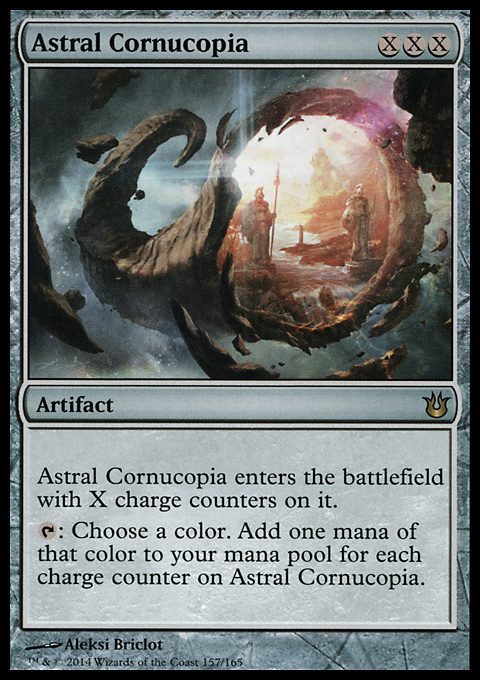 Astral Cornucopia XXX
Artifact
Astral Cornucopia enters the battlefield
with X charge counters on it.
: Choose a color. Add one mana of
that color to your mana pool for each
charge counter on Astral Cornucopia.
Aleksi Briclot
™ & © 2014 Wizards of the Coast 157/165